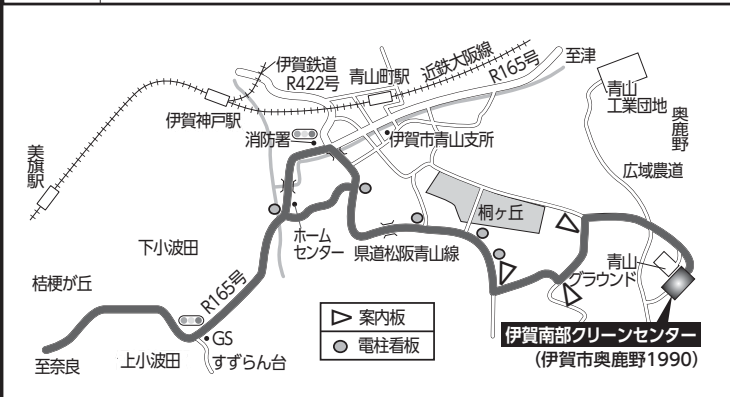 伊賀鉄道
R422号
青山町駅
近鉄大阪線
R165号
至津
青山
工業団地
奥鹿野
伊賀神戸駅
消防署
伊賀市青山支所
広域農道
美旗駅
桐ヶ丘
ホーム
センター
県道松阪青山線
下小波田
青山
グラウンド
桔梗が丘
R165号
案内板
電柱看板
GS
すずらん台
上小波田
至奈良
伊賀南部クリーンセンター
(伊賀市奥鹿野1990)